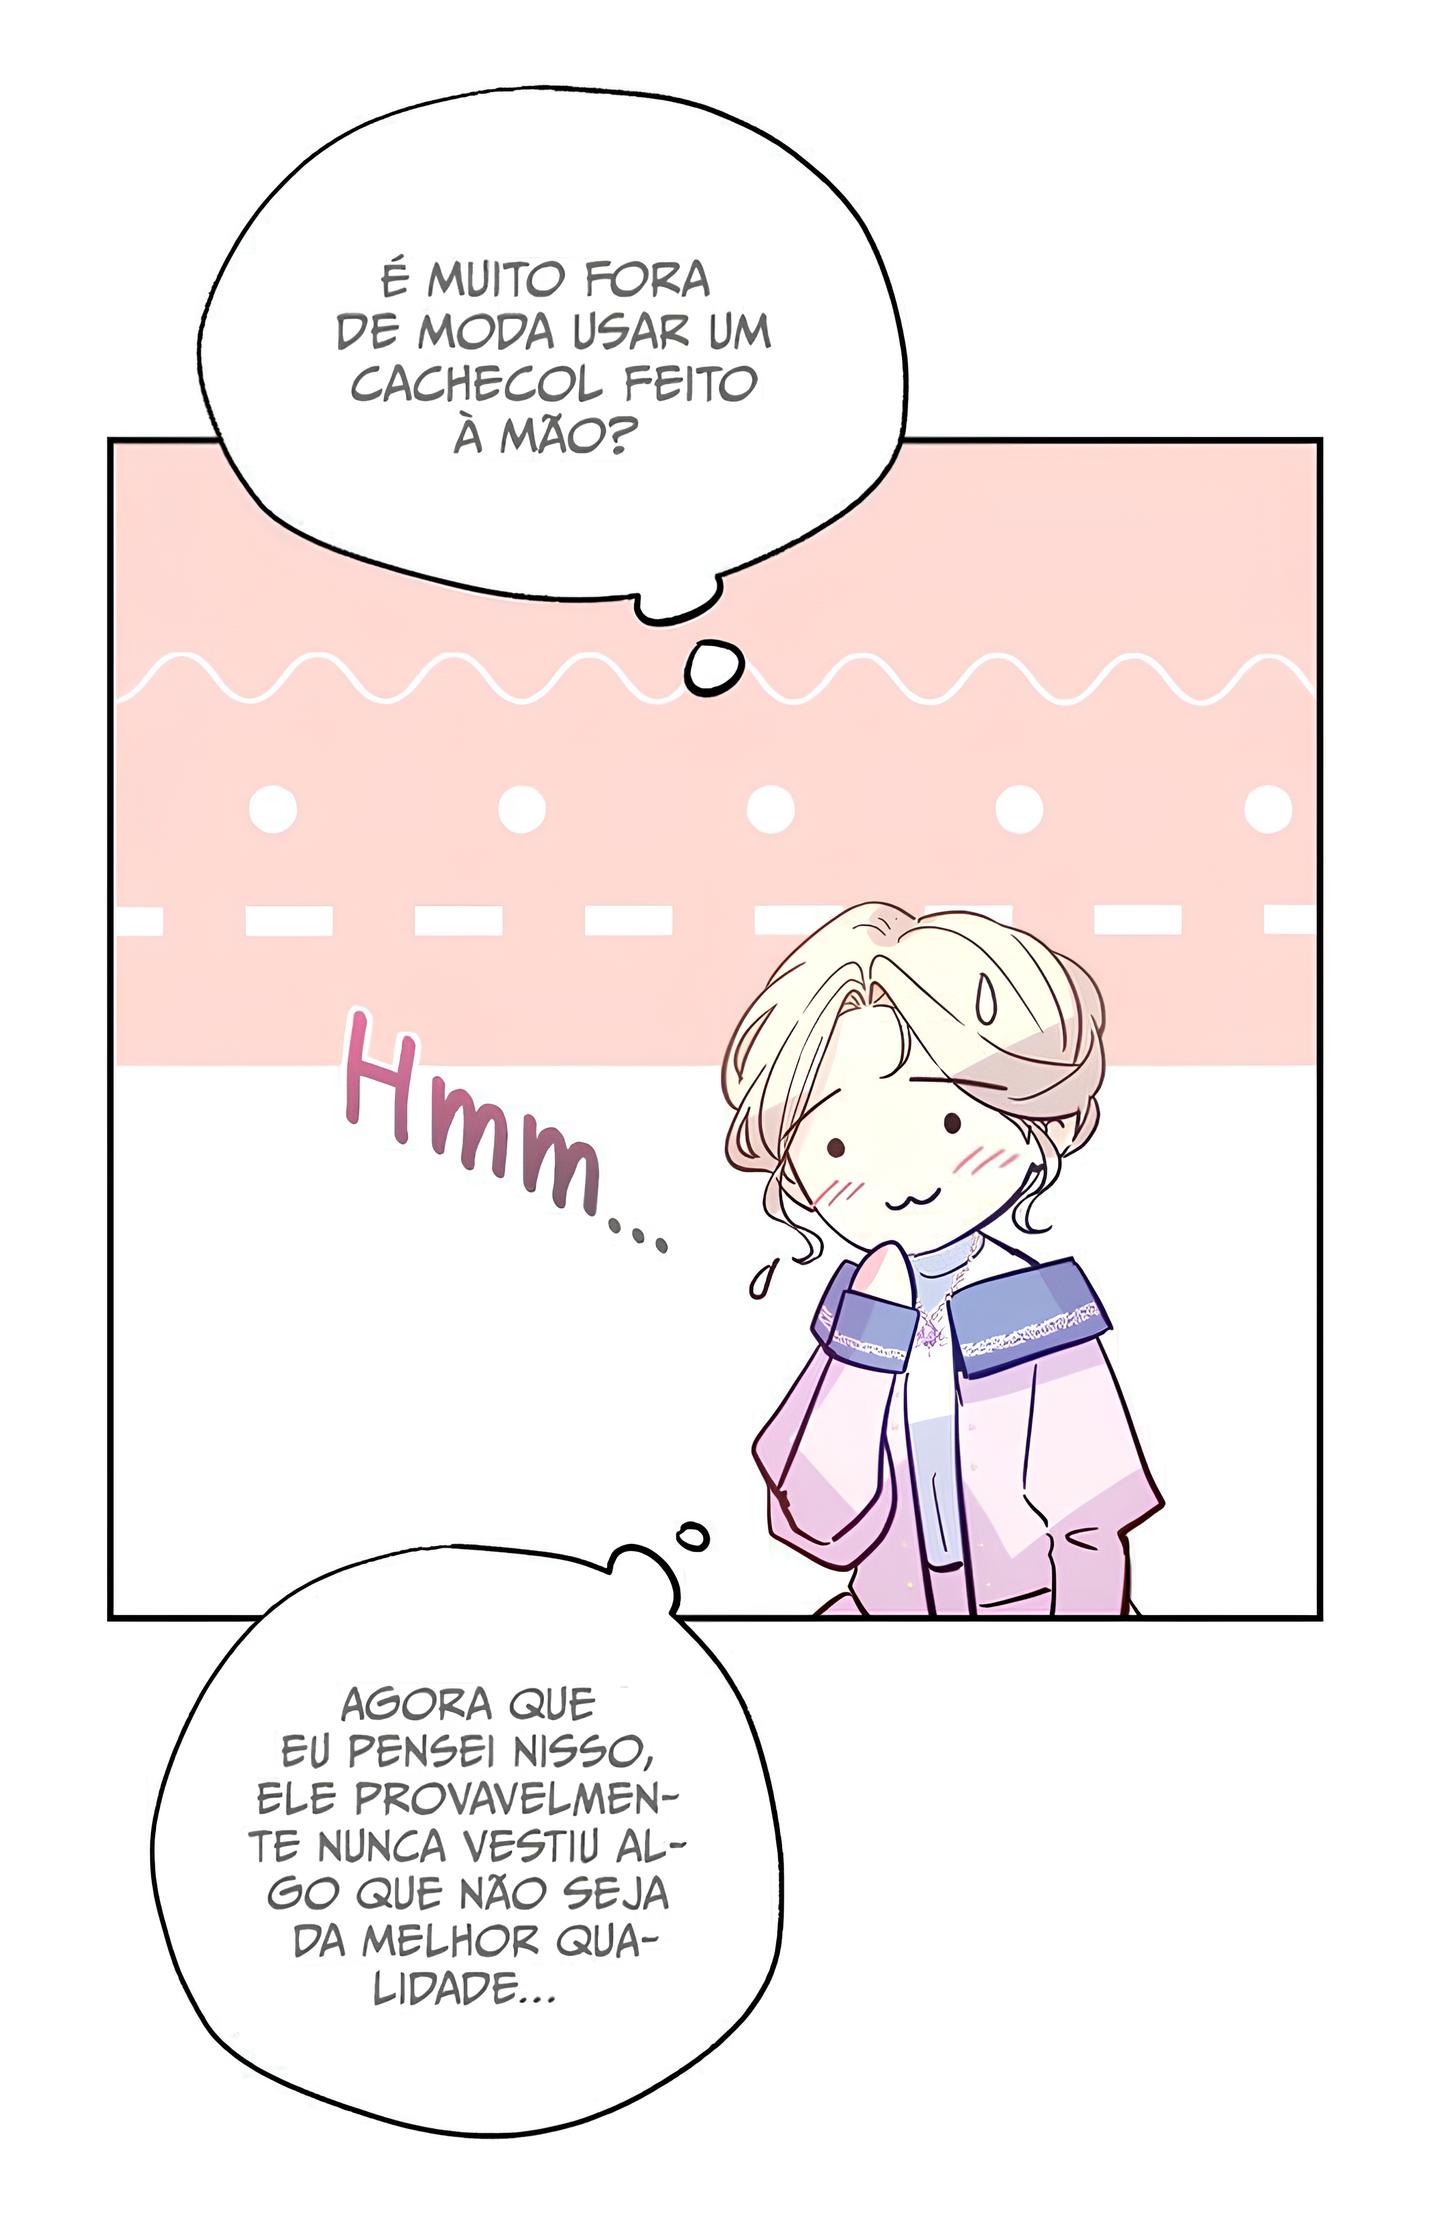 É MUITO FORA
DE MODA USAR UM
CACHECOL FEITO
À MÃO?
Hmm...
AGORA QUE
EU PENSEI NISSO,
ELE PROVAVELMEN-
TE NUNCA VESTIU AL-
GO QUE NÃO SEJA
DA MELHOR QUA-
LIDADE...